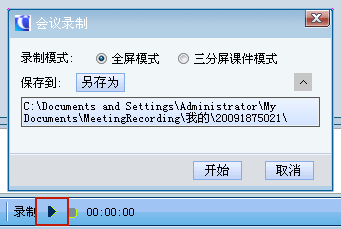 会议录制
录制模式: 全屏模式 三分屏课件模式
保存到: 另存为
C:\Documents and Settings\Administrator\My
Documents\MeetingRecording\我的\20091875021\
开始 取消
录制 00:00:00